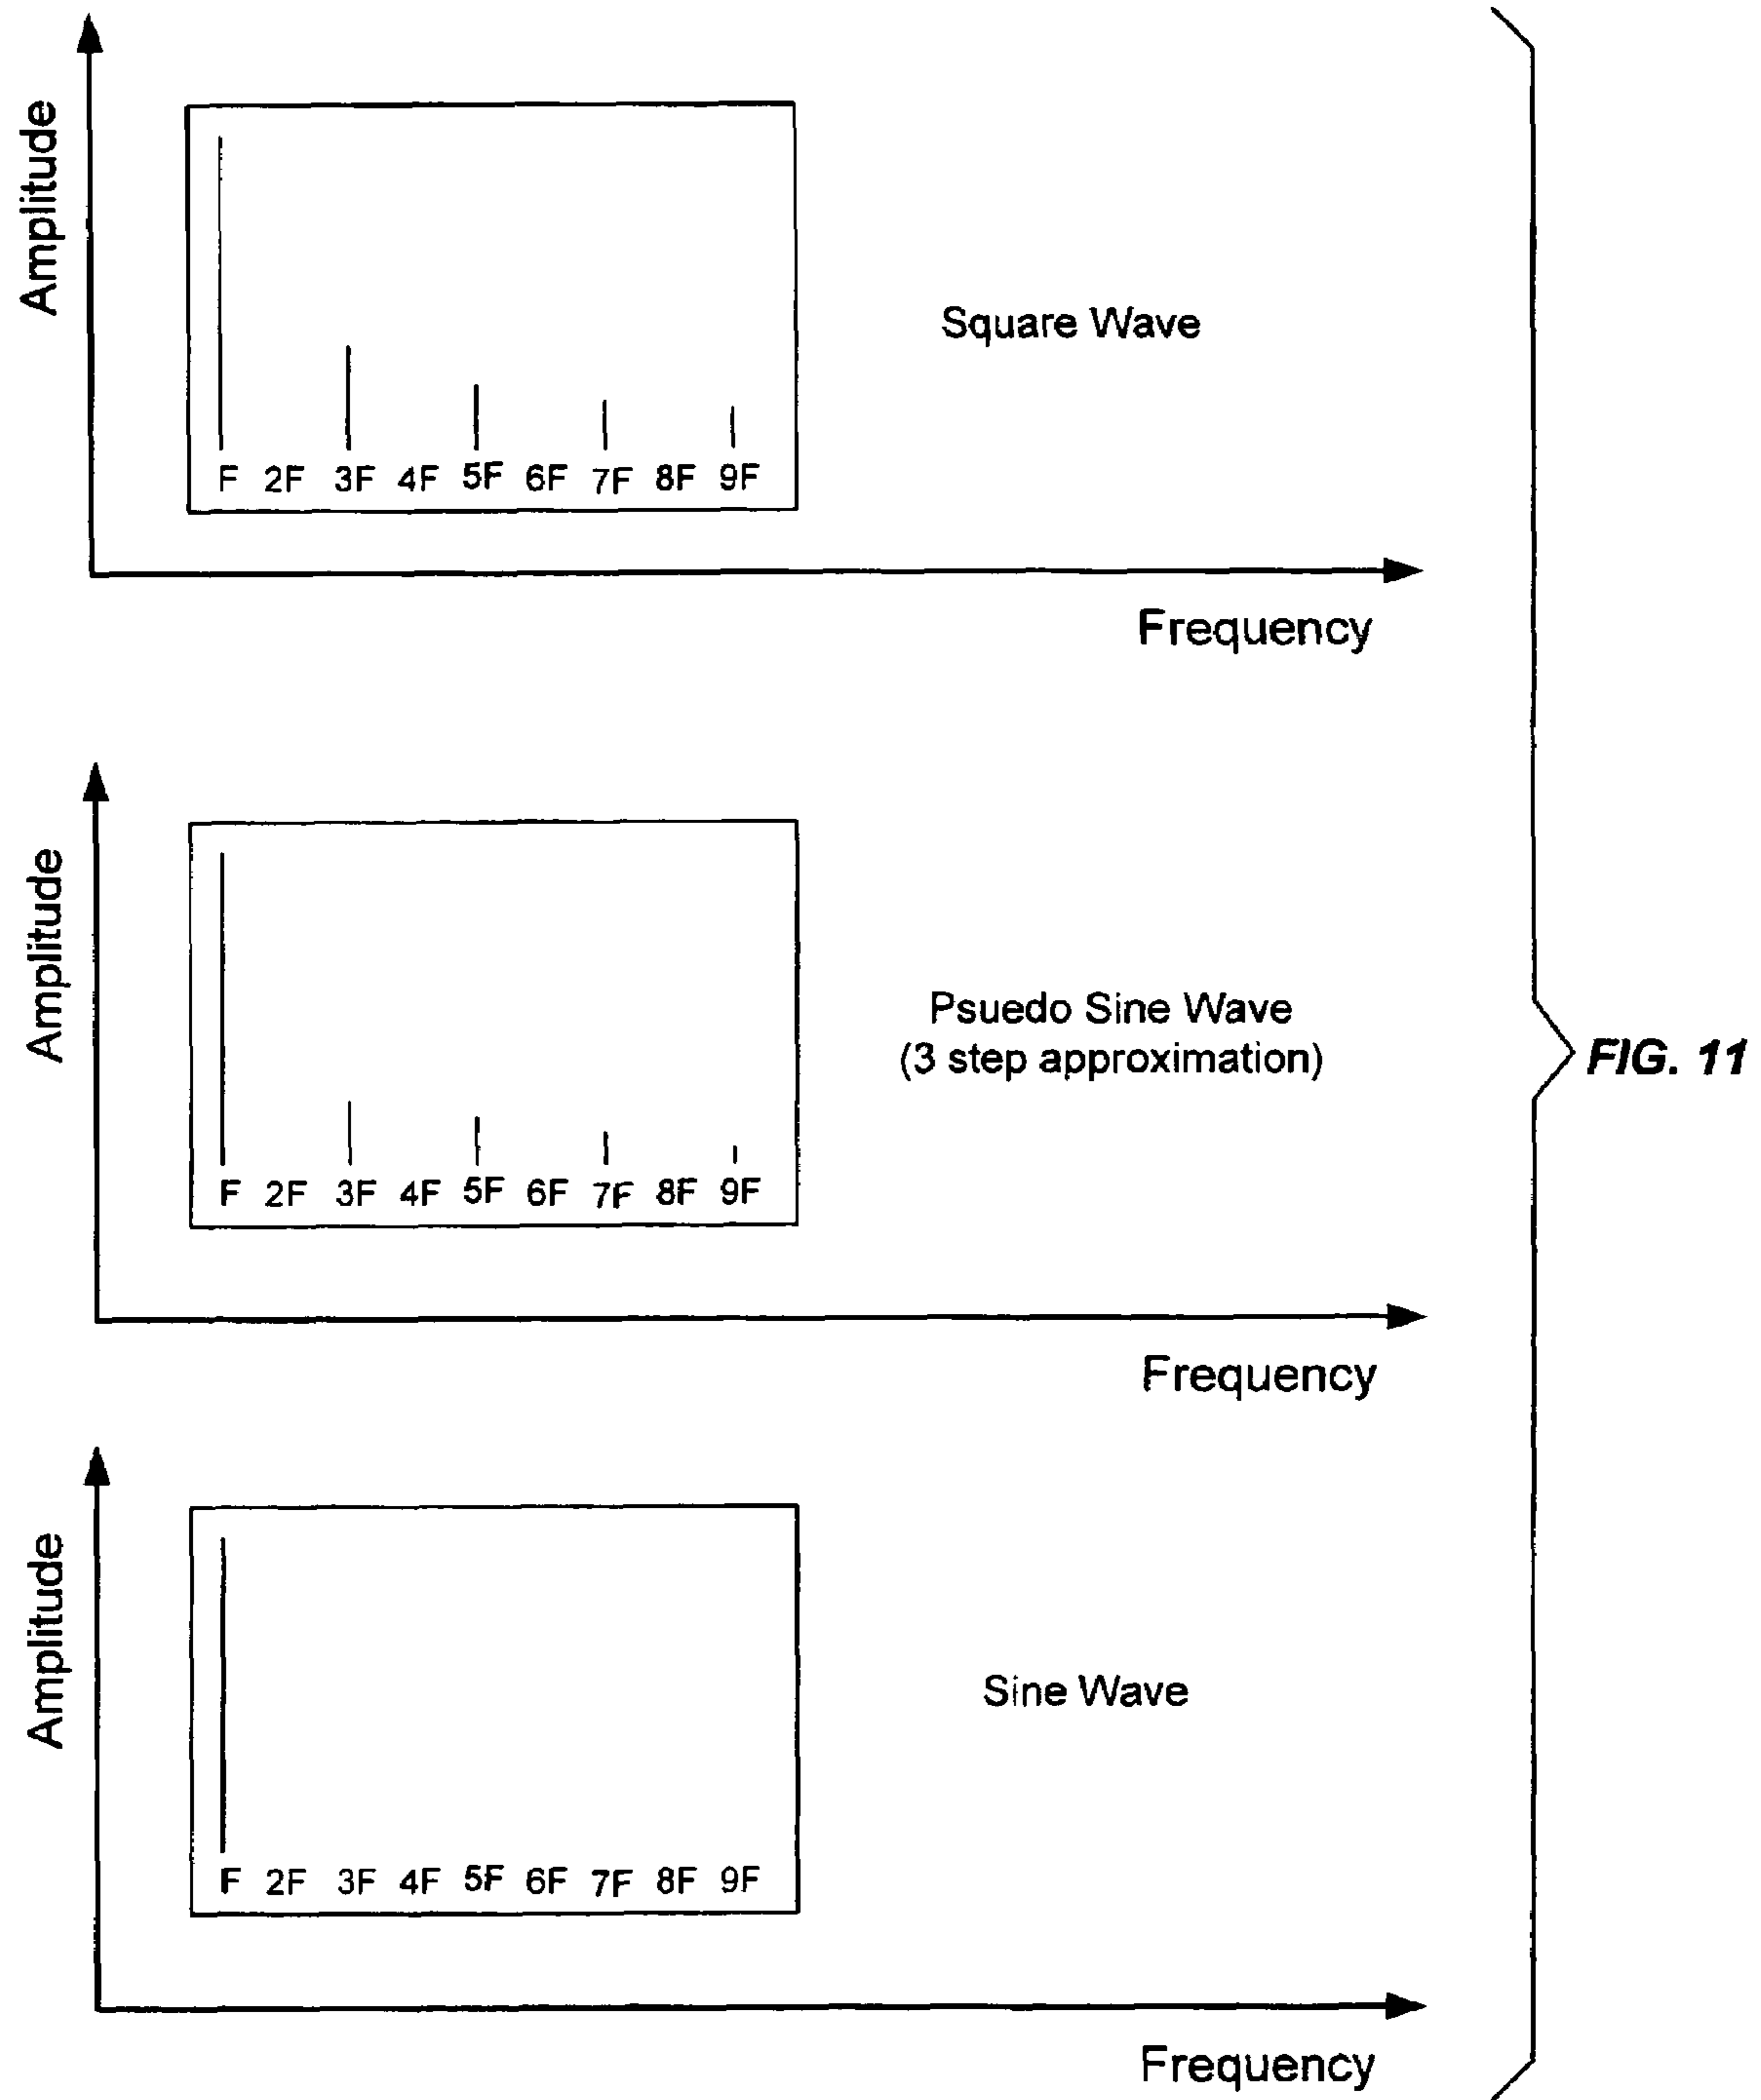 Amplitude
Square Wave
F 2F 3F 4F 5F 6F 7F 8F 9F
Frequency
Amplitude
Psuedo Sine Wave
(3 step approximation)
FIG. 11
F 2F 3F 4F 5F 6F 7F 8F 9F
Frequency
Amplitude
Sine Wave
F 2F 3F 4F 5F 6F 7F 8F 9F
Frequency